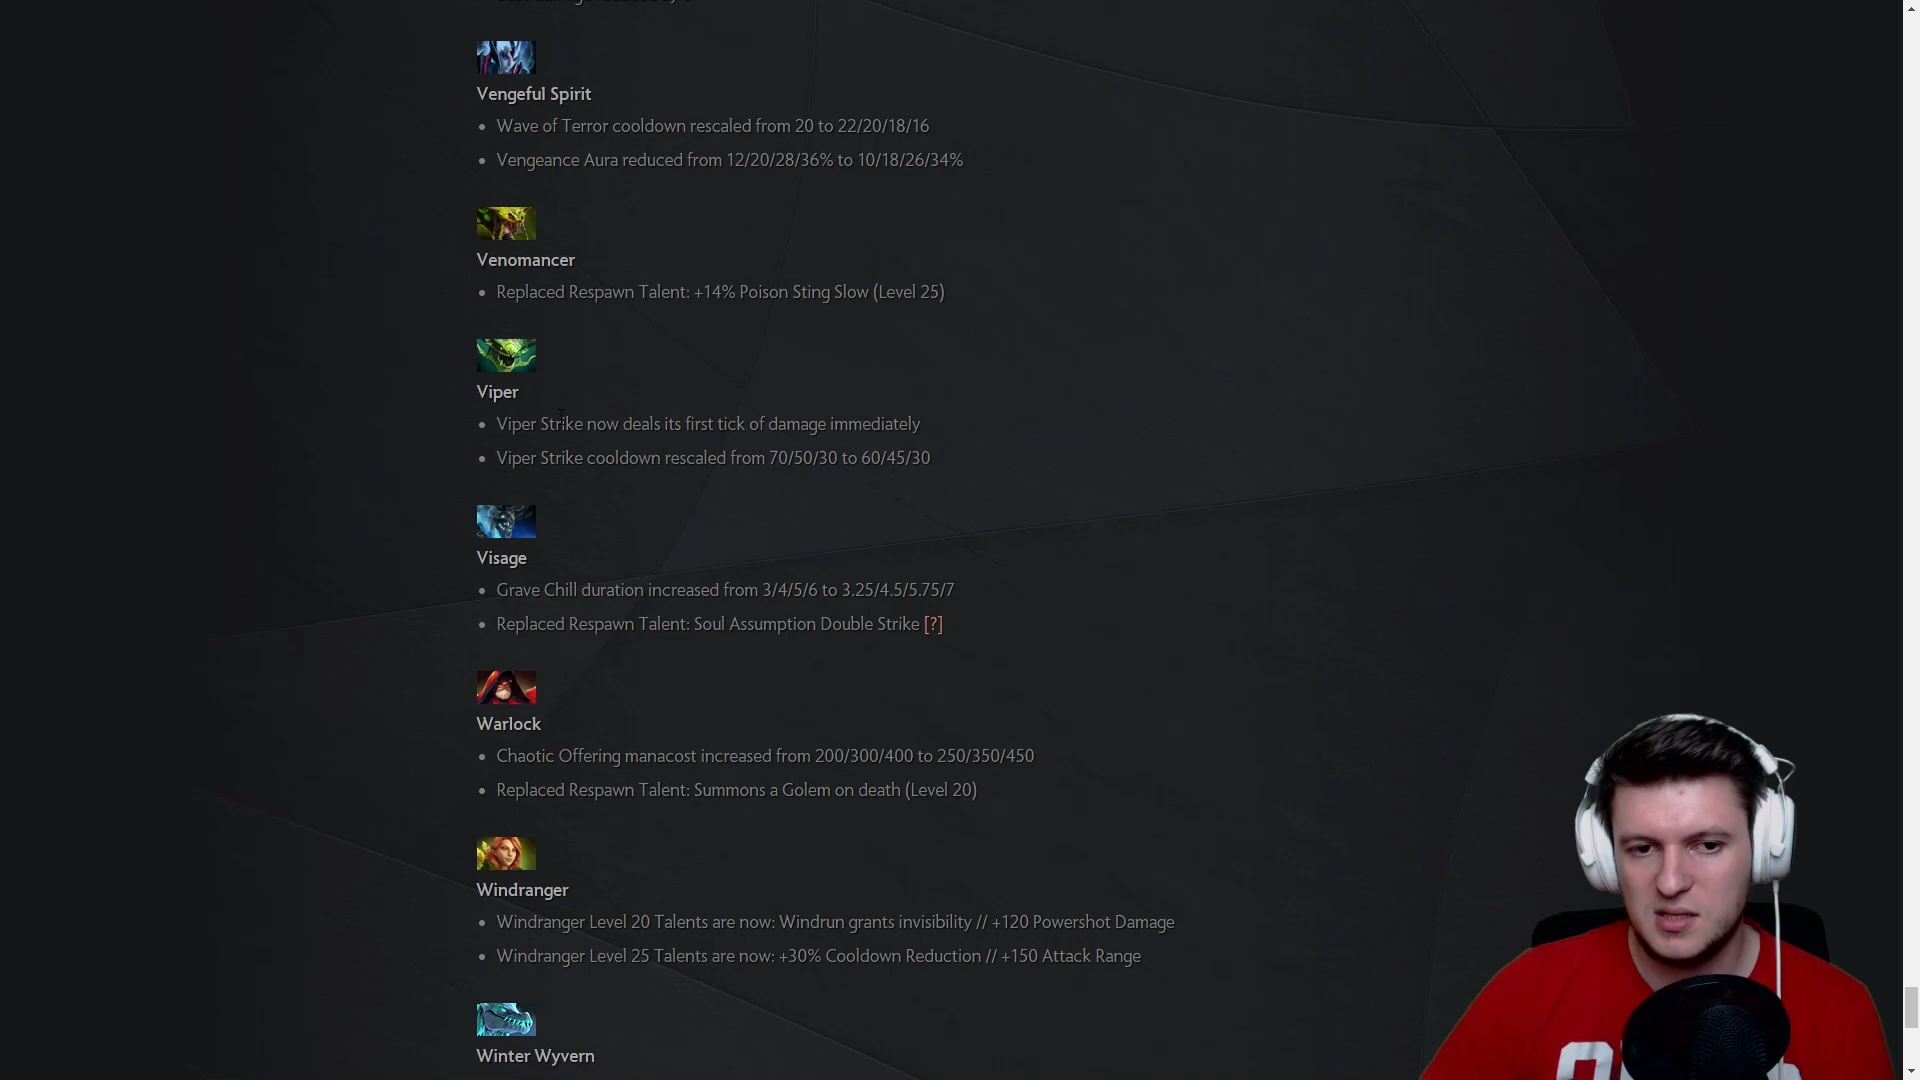 Vengeful Spirit
• Wave of Terror cooldown rescaled from 20 to 22/20/18/16
• Vengeance Aura reduced from 12/20/28/36% to 10/18/26/34%
Venomancer
• Replaced Respawn Talent: +14% Poison Sting Slow (Level 25)
Viper
• Viper Strike now deals its first tick of damage immediately
• Viper Strike cooldown rescaled from 70/50/30 to 60/45/30
Visage
• Grave Chill duration increased from 3/4/5/6 to 3.25/4.5/5.75/7
• Replaced Respawn Talent: Soul Assumption Double Strike [?]
Warlock
• Chaotic Offering manacost increased from 200/300/400 to 250/350/450
• Replaced Respawn Talent: Summons a Golem on death (Level 20)
Windranger
• Windranger Level 20 Talents are now: Windrun grants invisibility // +120 Powershot Damage
• Windranger Level 25 Talents are now: +30% Cooldown Reduction // +150 Attack Range
Winter Wyvern